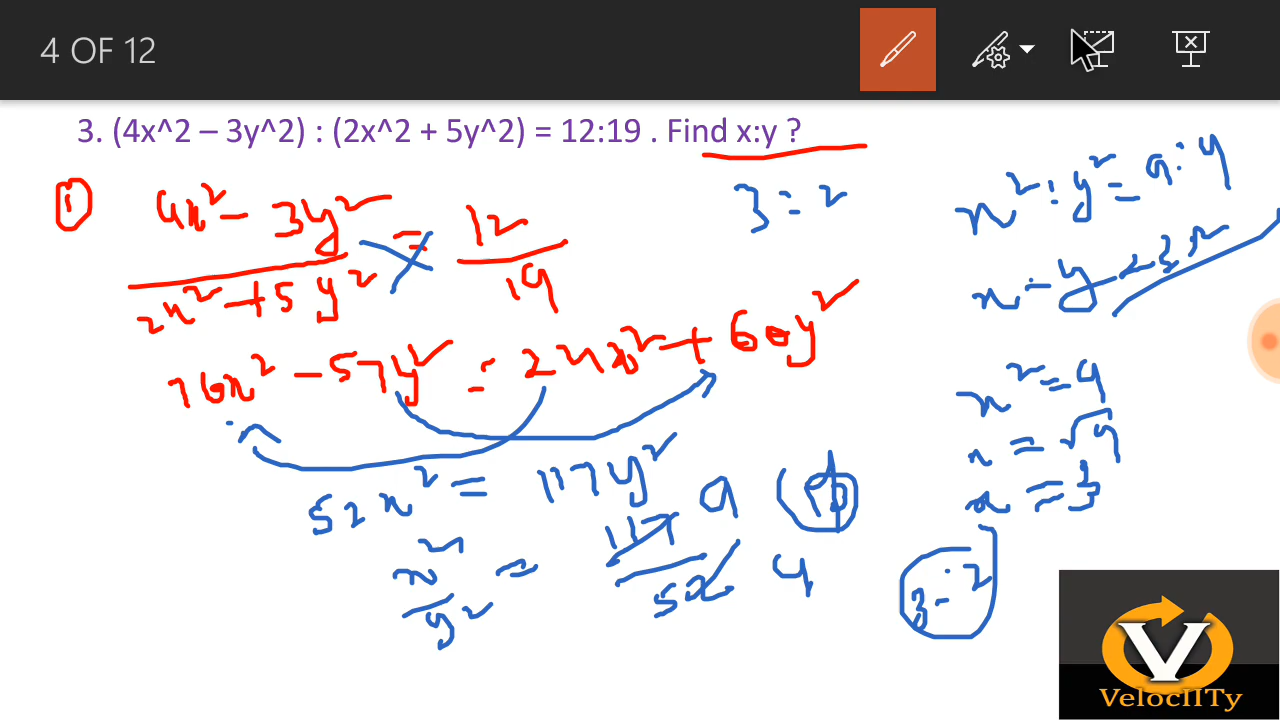 4 OF 12
3. (4x^2 – 3y^2) : (2x^2 + 5y^2) = 12:19 . Find x:y ?
i
4x² - 3y² / 2x² + 5y² = 12 / 19
76x² - 57y² = 24x² + 60y²
52x² = 117y²
x² / y² = 117 / 52
9
4
3 : 2
x² : y² = 9 : 4
x : y = 3 : 2
x² = 9
x = √9
x = 3
3 : 2
V
VelocIITy